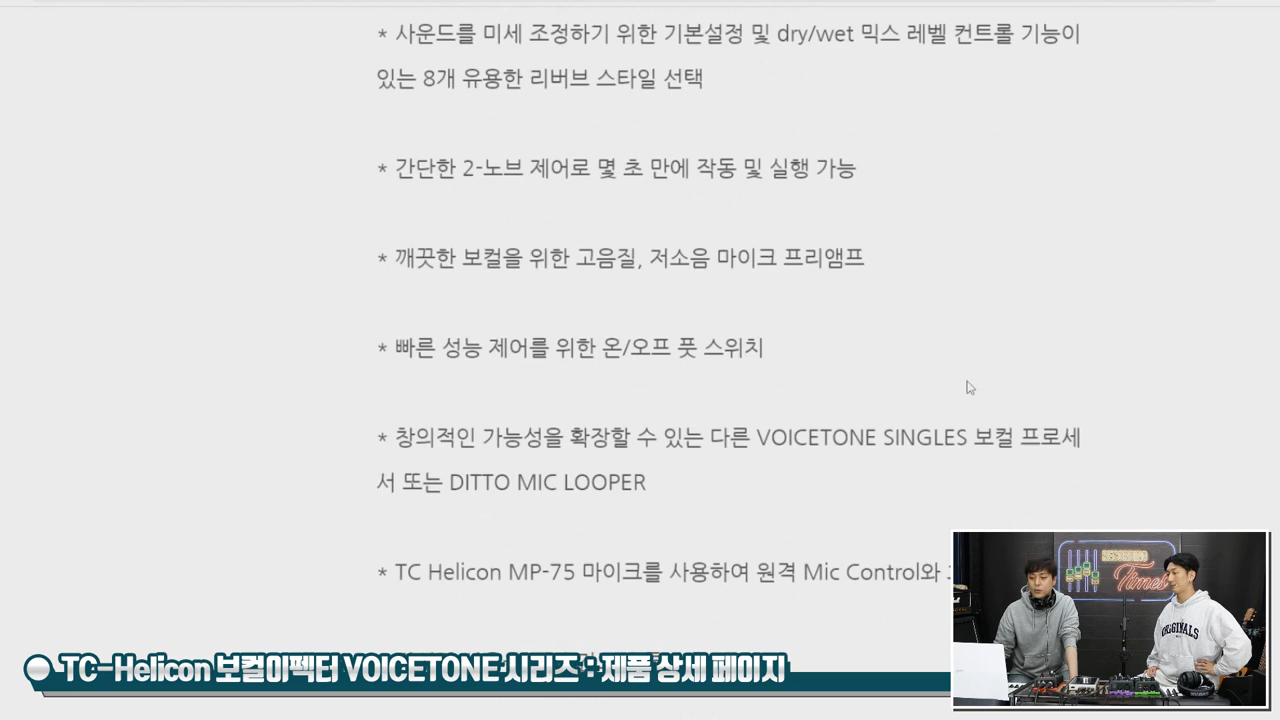 * 사운드를 미세 조정하기 위한 기본설정 및 dry/wet 믹스 레벨 컨트롤 기능이
있는 8개 유용한 리버브 스타일 선택
* 간단한 2-노브 제어로 몇 초 만에 작동 및 실행 가능
* 깨끗한 보컬을 위한 고음질, 저소음 마이크 프리앰프
* 빠른 성능 제어를 위한 온/오프 풋 스위치
* 창의적인 가능성을 확장할 수 있는 다른 VOICETONE SINGLES 보컬 프로세
서 또는 DITTO MIC LOOPER
* TC Helicon MP-75 마이크를 사용하여 원격 Mic Control와
Times
ORIGINALS
TC-Helicon 보컬이펙터 VOICETONE 시리즈 : 제품 상세 페이지